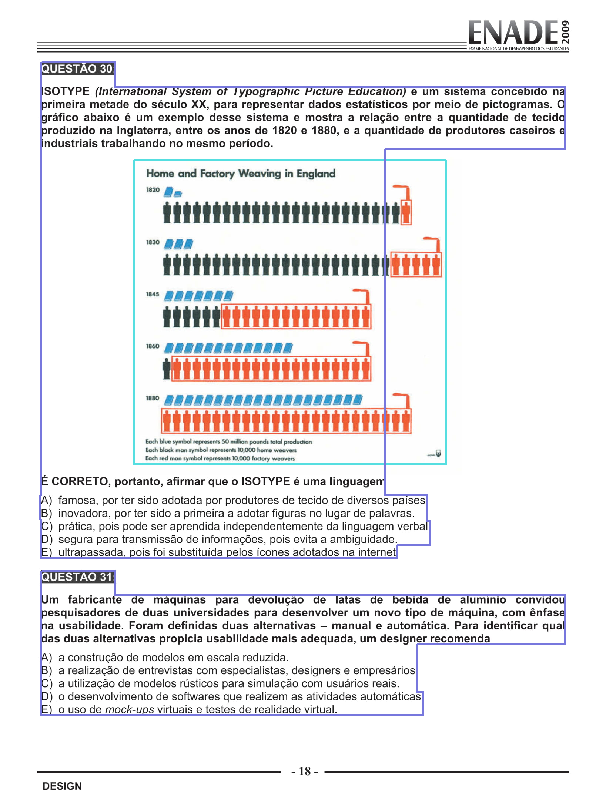 ENADE 2009
EXAME NACIONAL DE DESEMPENHO DOS ESTUDANTES
QUESTÃO 30
ISOTYPE (International System of Typographic Picture Education) é um sistema concebido na
primeira metade do século XX, para representar dados estatísticos por meio de pictogramas. O
gráfico abaixo é um exemplo desse sistema e mostra a relação entre a quantidade de tecido
produzido na Inglaterra, entre os anos de 1820 e 1880, e a quantidade de produtores caseiros e
industriais trabalhando no mesmo período.
Home and Factory Weaving in England
1820
1830
1845
1860
1880
Each blue symbol represents 50 million pounds total production
Each black man symbol represents 10,000 home weavers
Each red man symbol represents 10,000 factory weavers
É CORRETO, portanto, afirmar que o ISOTYPE é uma linguagem
A) famosa, por ter sido adotada por produtores de tecido de diversos países.
B) inovadora, por ter sido a primeira a adotar figuras no lugar de palavras.
C) prática, pois pode ser aprendida independentemente da linguagem verbal.
D) segura para transmissão de informações, pois evita a ambiguidade.
E) ultrapassada, pois foi substituída pelos ícones adotados na internet.
QUESTÃO 31
Um fabricante de máquinas para devolução de latas de bebida de alumínio convidou
pesquisadores de duas universidades para desenvolver um novo tipo de máquina, com ênfase
na usabilidade. Foram definidas duas alternativas – manual e automática. Para identificar qual
das duas alternativas propicia usabilidade mais adequada, um designer recomenda
A) a construção de modelos em escala reduzida.
B) a realização de entrevistas com especialistas, designers e empresários.
C) a utilização de modelos rústicos para simulação com usuários reais.
D) o desenvolvimento de softwares que realizem as atividades automáticas.
E) o uso de mock-ups virtuais e testes de realidade virtual.
- 18 -
DESIGN